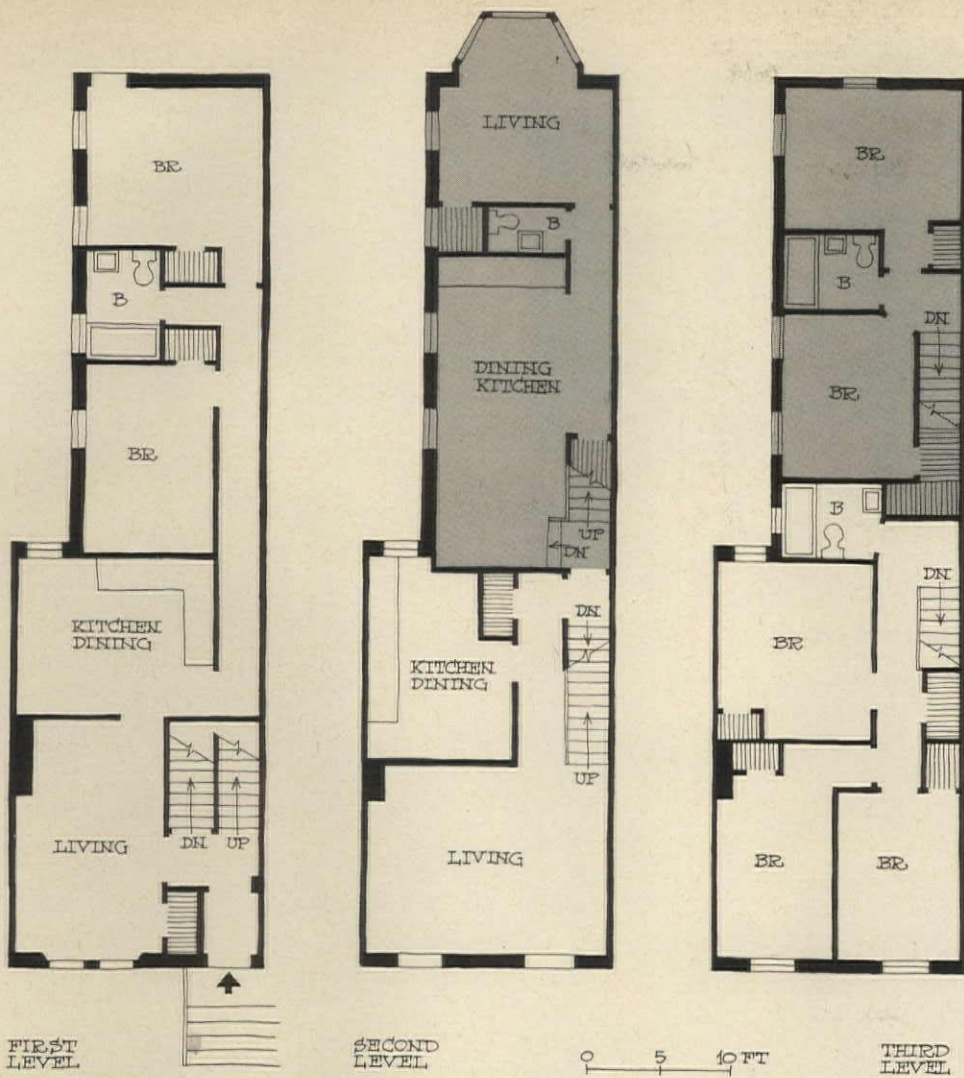 BR
B
BR
KITCHEN
DINING
LIVING
DN
UP
FIRST
LEVEL
LIVING
B
DINING
KITCHEN
UP
DN
DN
KITCHEN
DINING
UP
LIVING
SECOND
LEVEL
0 5 10 FT
BR
B
DN
BR
B
DN
BR
BR
BR
THIRD
LEVEL